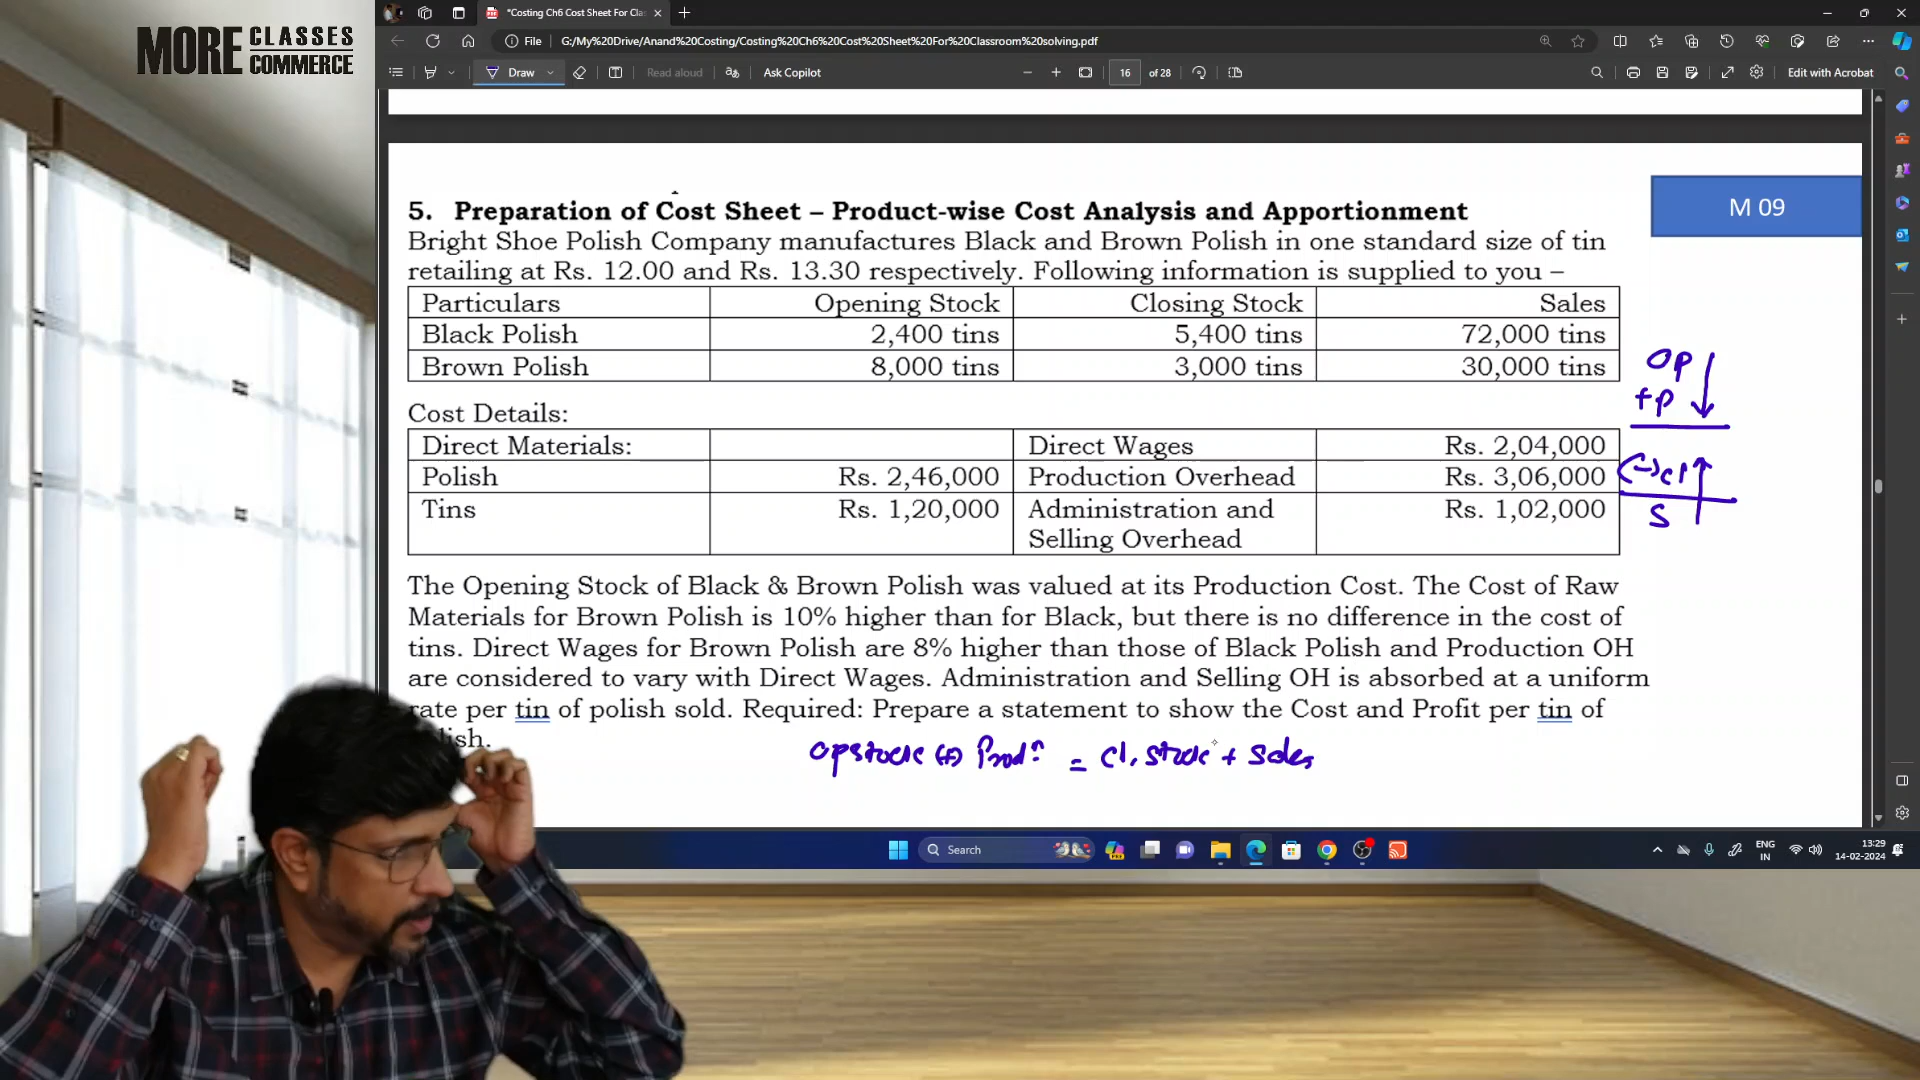 MORE CLASSES COMMERCE
*Costing Ch6 Cost Sheet For Clas
File G:/My%20Drive/Anand%20Costing/Costing%20Ch6%20Cost%20Sheet%20For%20Classroom%20solving.pdf
Draw Read aloud Ask Copilot 16 of 28 Edit with Acrobat
M 09
5. Preparation of Cost Sheet – Product-wise Cost Analysis and Apportionment
Bright Shoe Polish Company manufactures Black and Brown Polish in one standard size of tin
retailing at Rs. 12.00 and Rs. 13.30 respectively. Following information is supplied to you –
Particulars Opening Stock Closing Stock Sales
Black Polish 2,400 tins 5,400 tins 72,000 tins
Brown Polish 8,000 tins 3,000 tins 30,000 tins
Op
+P
(-) cl
S
Cost Details:
Direct Materials: Direct Wages Rs. 2,04,000
Polish Rs. 2,46,000 Production Overhead Rs. 3,06,000
Tins Rs. 1,20,000 Administration and Rs. 1,02,000
Selling Overhead
The Opening Stock of Black & Brown Polish was valued at its Production Cost. The Cost of Raw
Materials for Brown Polish is 10% higher than for Black, but there is no difference in the cost of
tins. Direct Wages for Brown Polish are 8% higher than those of Black Polish and Production OH
are considered to vary with Direct Wages. Administration and Selling OH is absorbed at a uniform
rate per tin of polish sold. Required: Prepare a statement to show the Cost and Profit per tin of
lish.
Opstock (+) Prodn = Cl. stock + Sales
Search
ENG
IN
13:29
14-02-2024